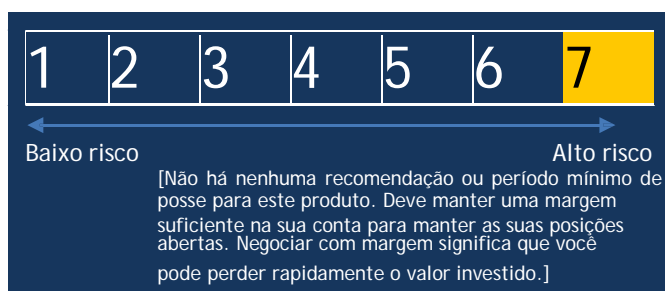 1 2 3 4 5 6 7
Baixo risco Alto risco
[Não há nenhuma recomendação ou período mínimo de
posse para este produto. Deve manter uma margem
suficiente na sua conta para manter as suas posições
abertas. Negociar com margem significa que você
pode perder rapidamente o valor investido.]